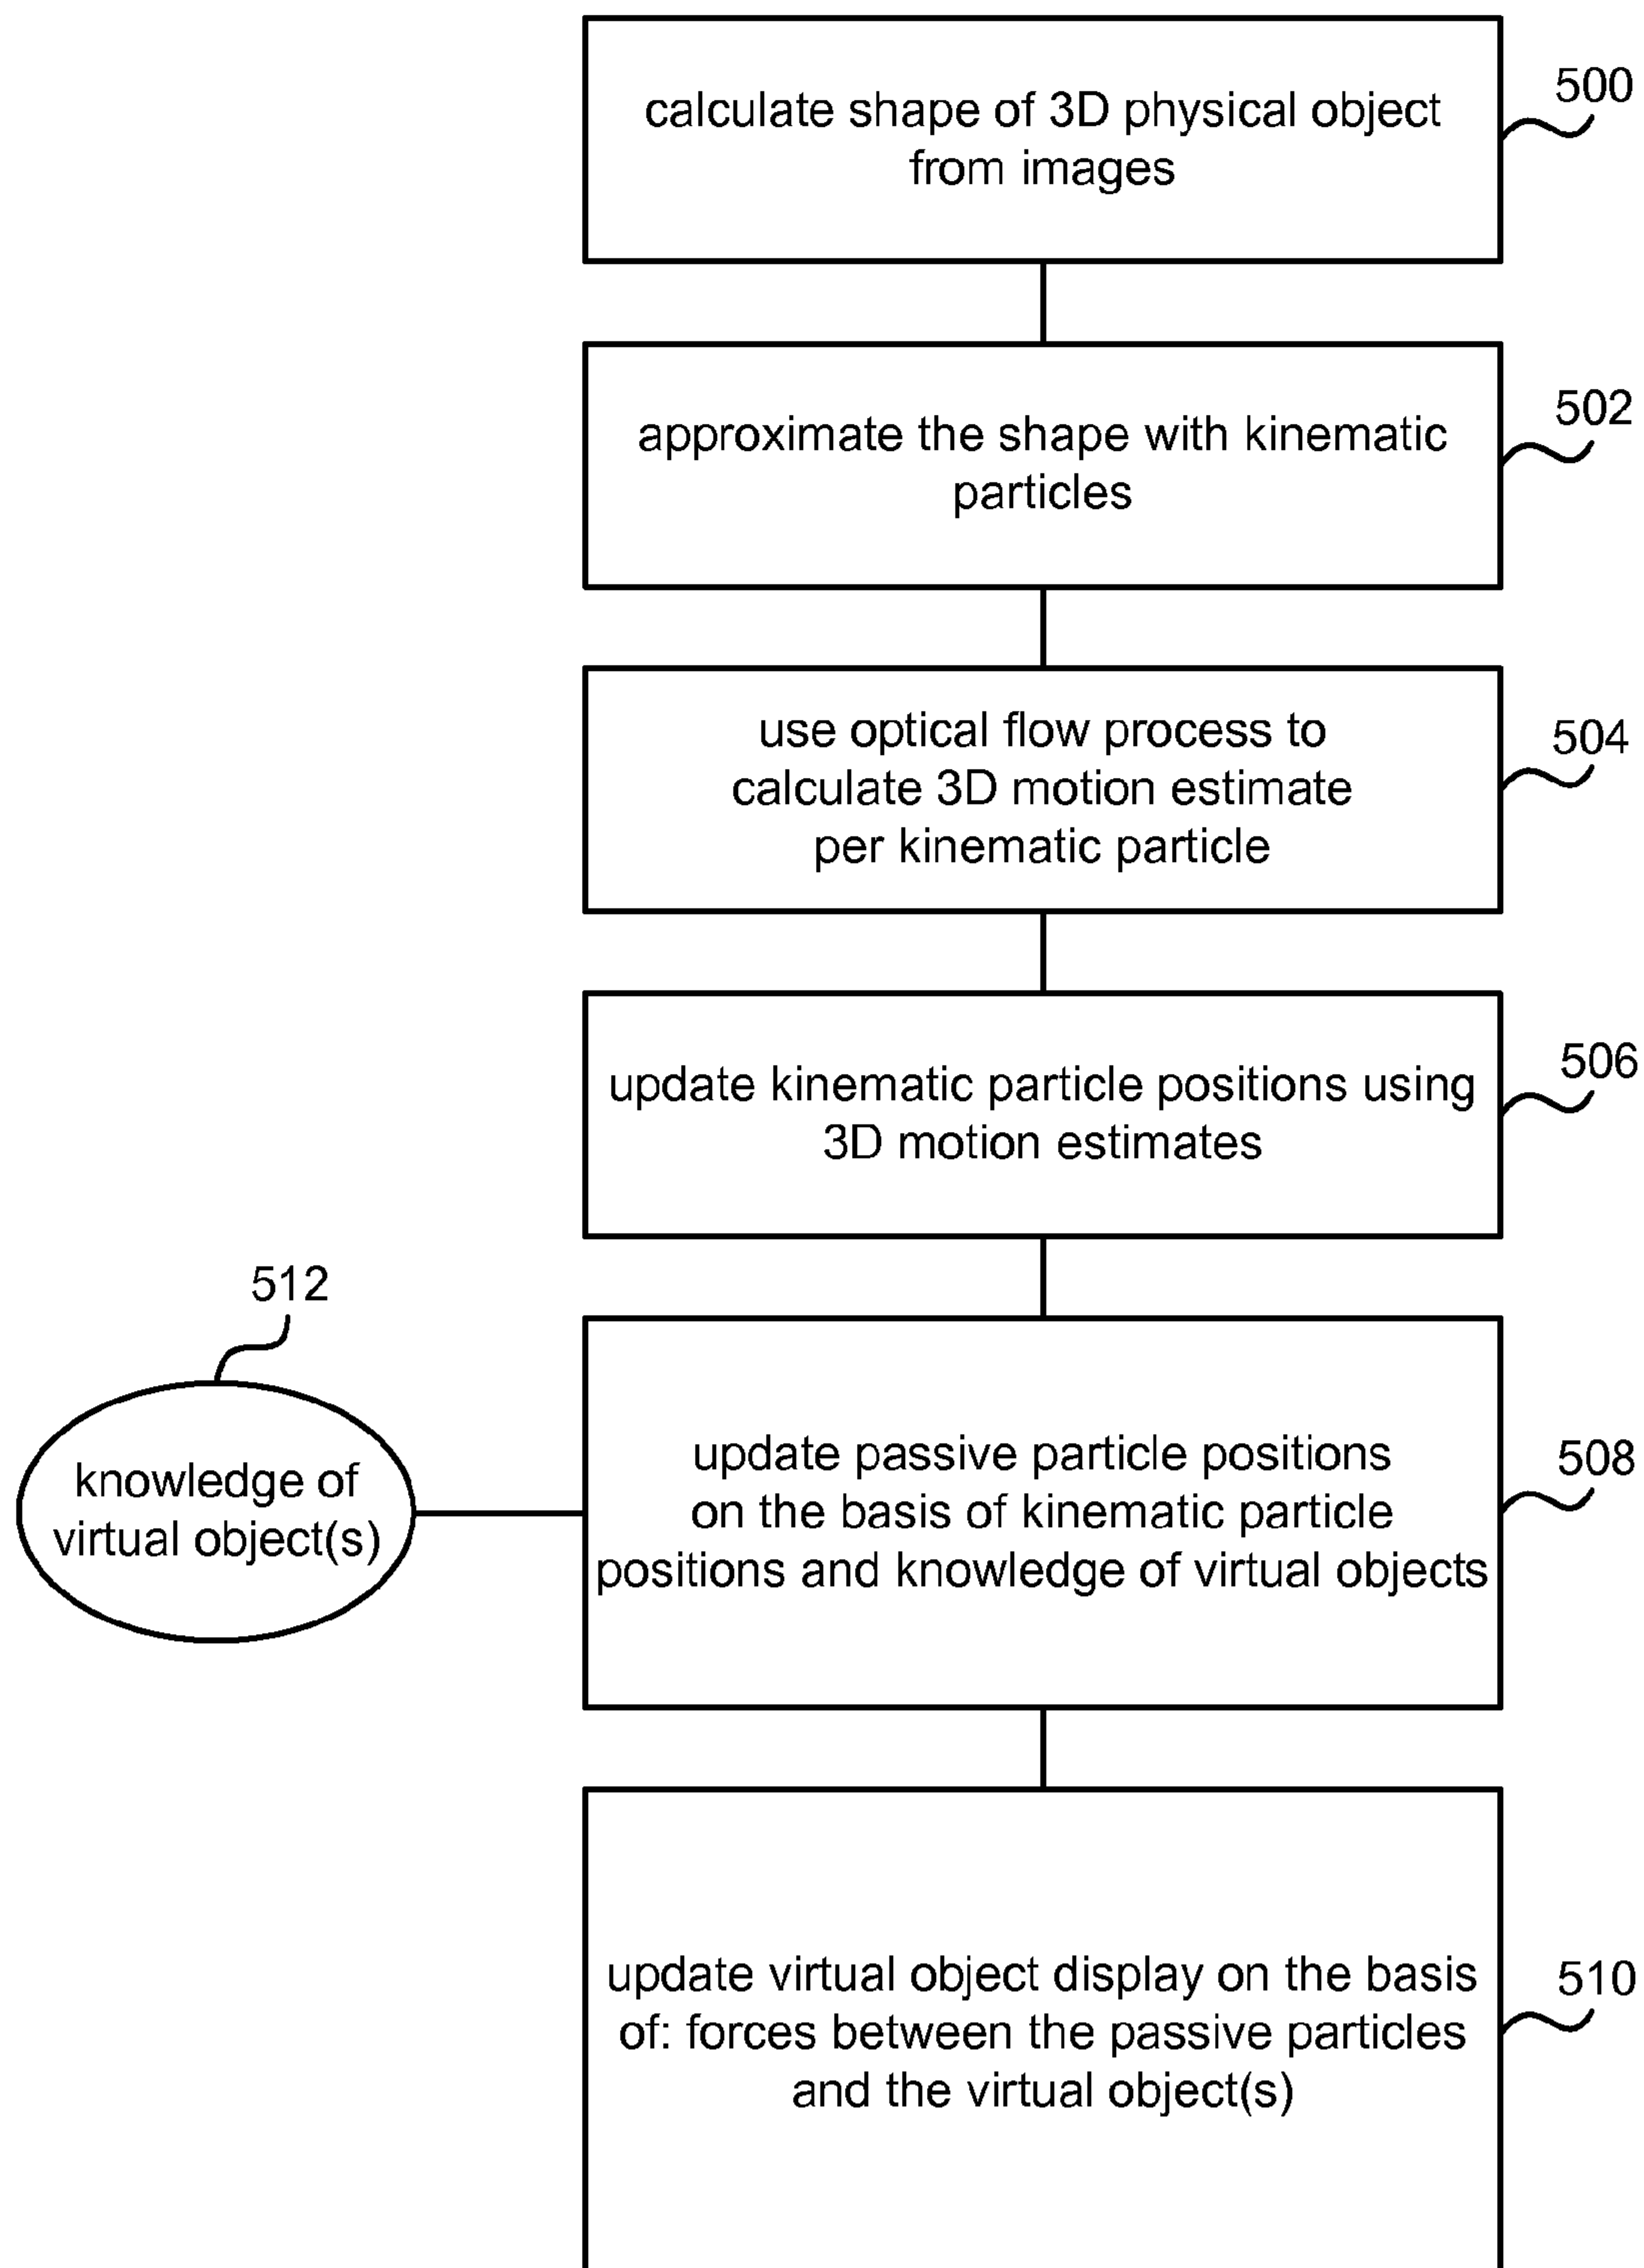 calculate shape of 3D physical object
from images
500
approximate the shape with kinematic
particles
502
use optical flow process to
calculate 3D motion estimate
per kinematic particle
504
update kinematic particle positions using
3D motion estimates
506
512
knowledge of
virtual object(s)
update passive particle positions
on the basis of kinematic particle
positions and knowledge of virtual objects
508
update virtual object display on the basis
of: forces between the passive particles
and the virtual object(s)
510